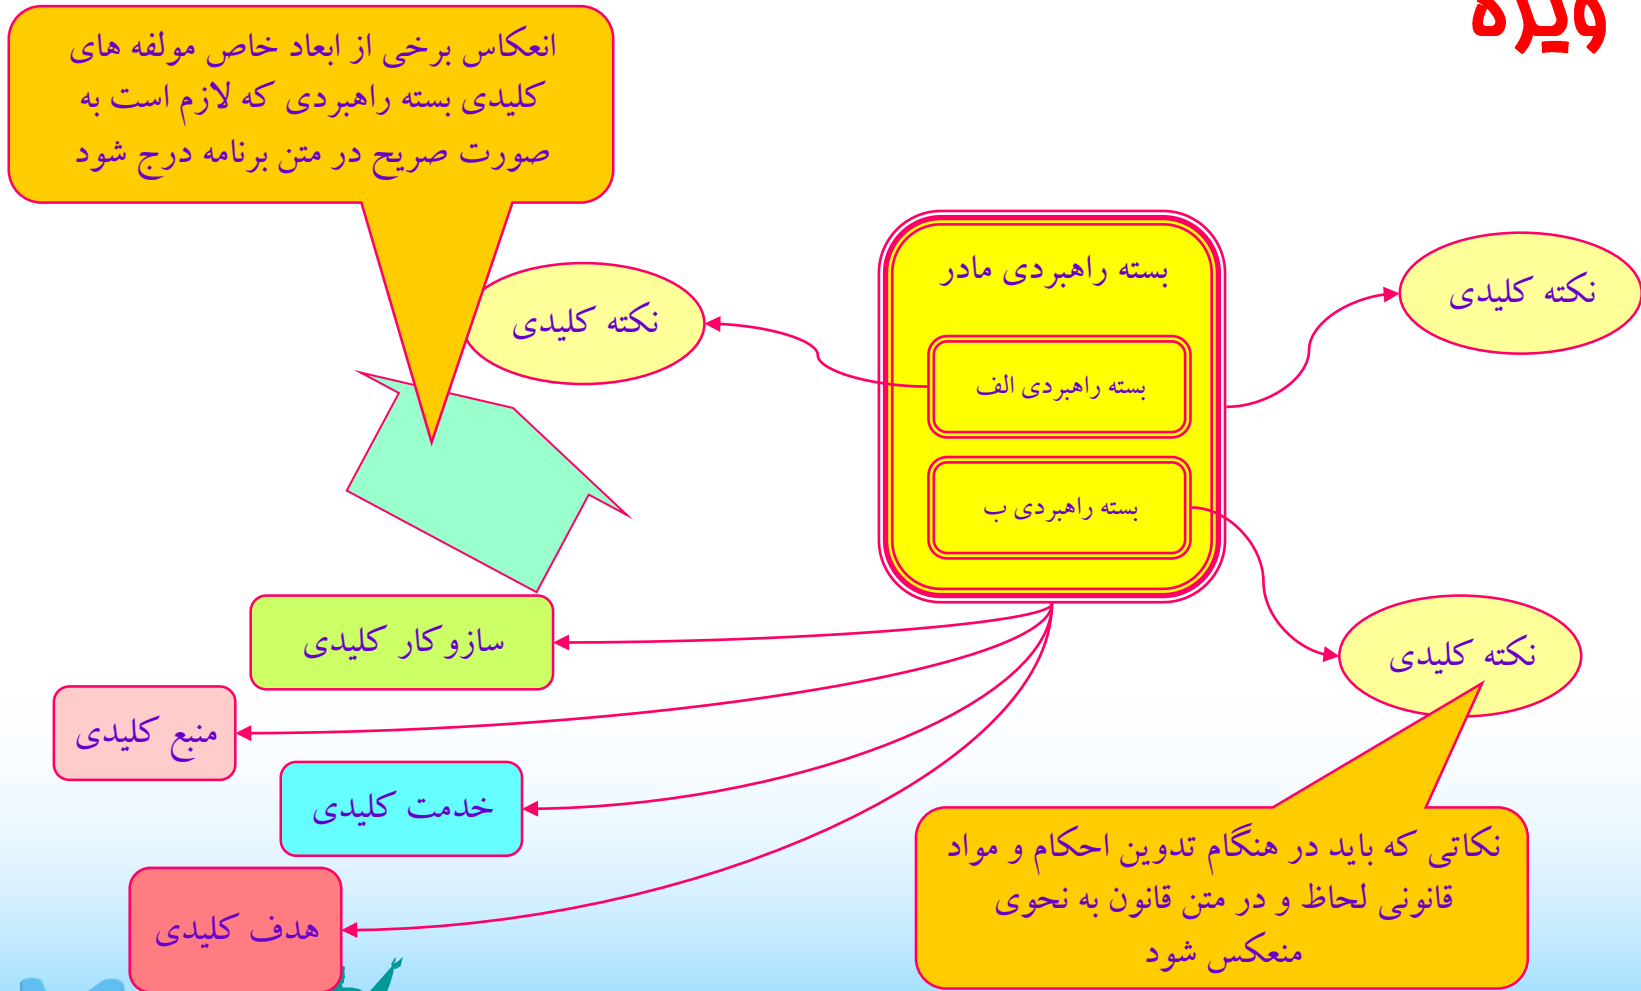 ویژه
انعکاس برخی از ابعاد خاص مولفه های
کلیدی بسته راهبردی که لازم است به
صورت صریح در متن برنامه درج شود
بسته راهبردی مادر
نکته کلیدی
نکته کلیدی
بسته راهبردی الف
بسته راهبردی ب
نکته کلیدی
سازوکار کلیدی
منبع کلیدی
خدمت کلیدی
هدف کلیدی
نکاتی که باید در هنگام تدوین احکام و مواد
قانونی لحاظ و در متن قانون به نحوی
منعکس شود